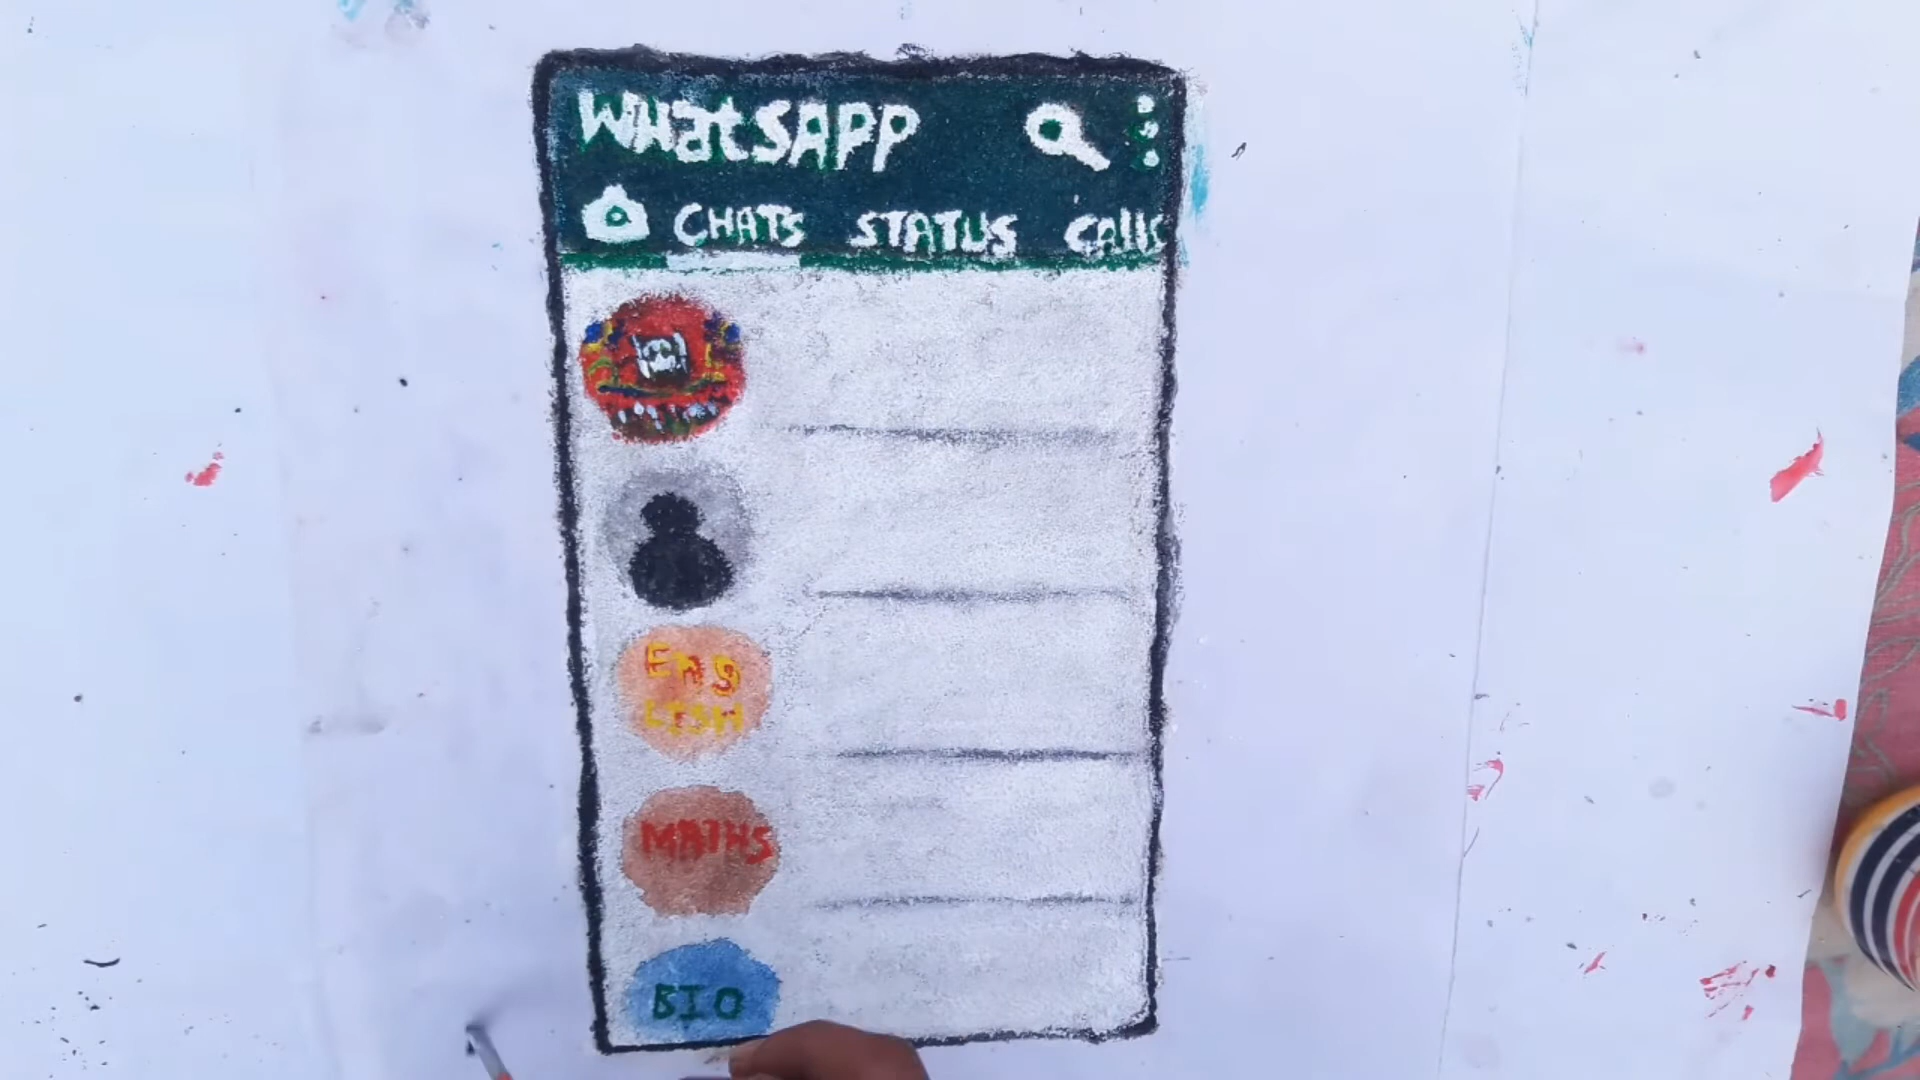 WHatsAPP
CHATS STATUS Calls
Eng
LISH
MATHS
BIO